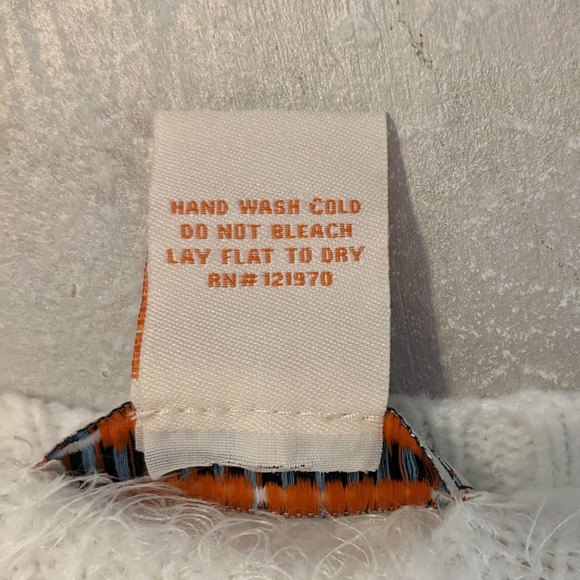 HAND WASH COLD
DO NOT BLEACH
LAY FLAT TO DRY
RN# 121970